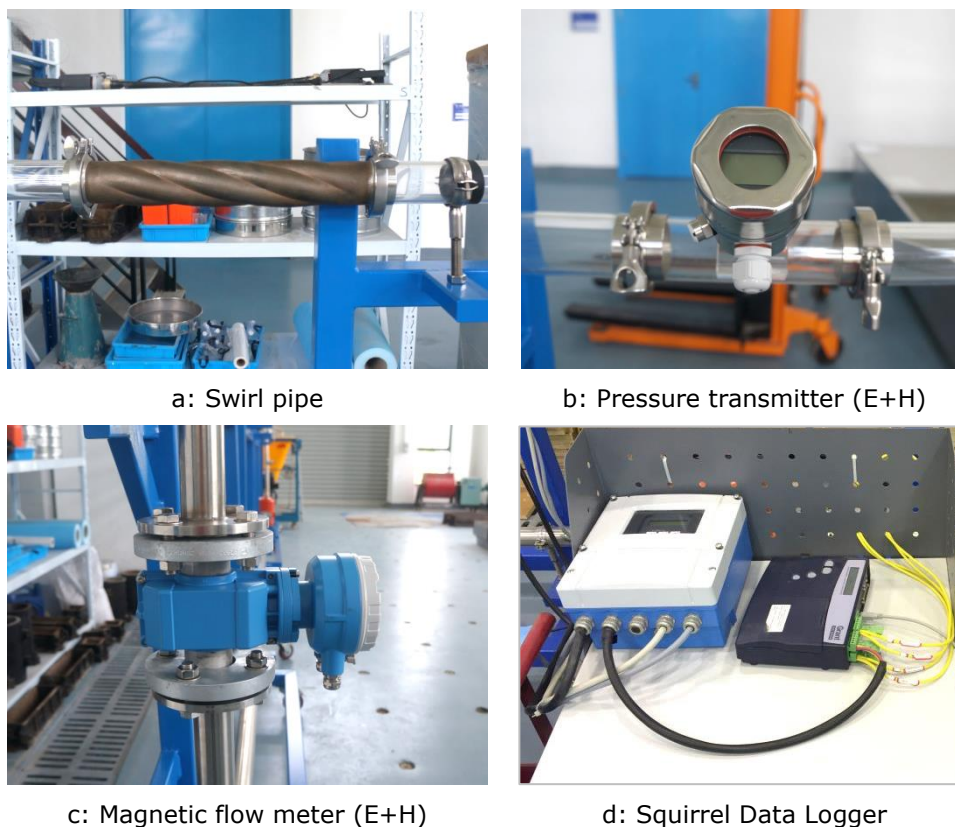 a: Swirl pipe
b: Pressure transmitter (E+H)
c: Magnetic flow meter (E+H)
d: Squirrel Data Logger